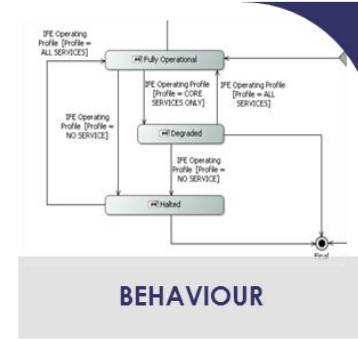 IFE Operating
Profile [Profile =
ALL SERVICES]
Fully Operational
IFE Operating
Profile [Profile =
NO SERVICE]
IFE Operating Profile
[Profile = CORE
SERVICES ONLY]
IFE Operating Profile
[Profile = ALL
SERVICES]
Degraded
IFE Operating
Profile [Profile =
NO SERVICE]
Halted
Final
BEHAVIOUR